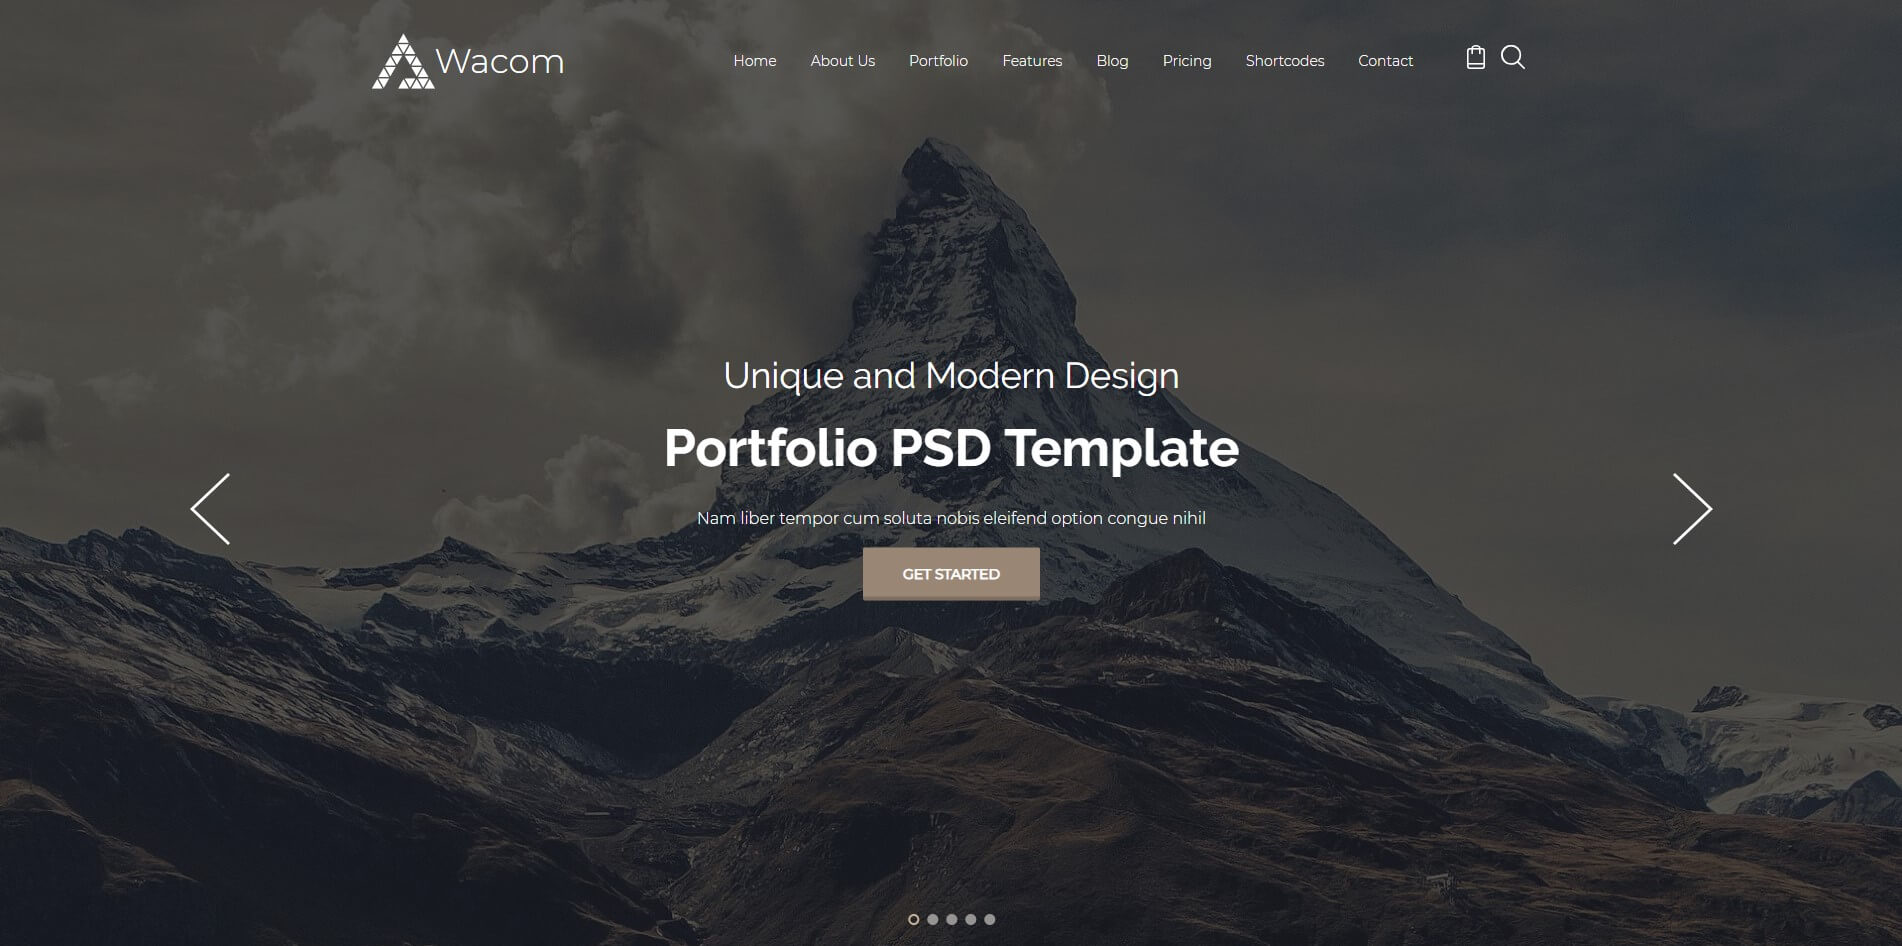 Wacom
Home About Us Portfolio Features Blog Pricing Shortcodes Contact
Unique and Modern Design
Portfolio PSD Template
Nam liber tempor cum soluta nobis eleifend option congue nihil
GET STARTED